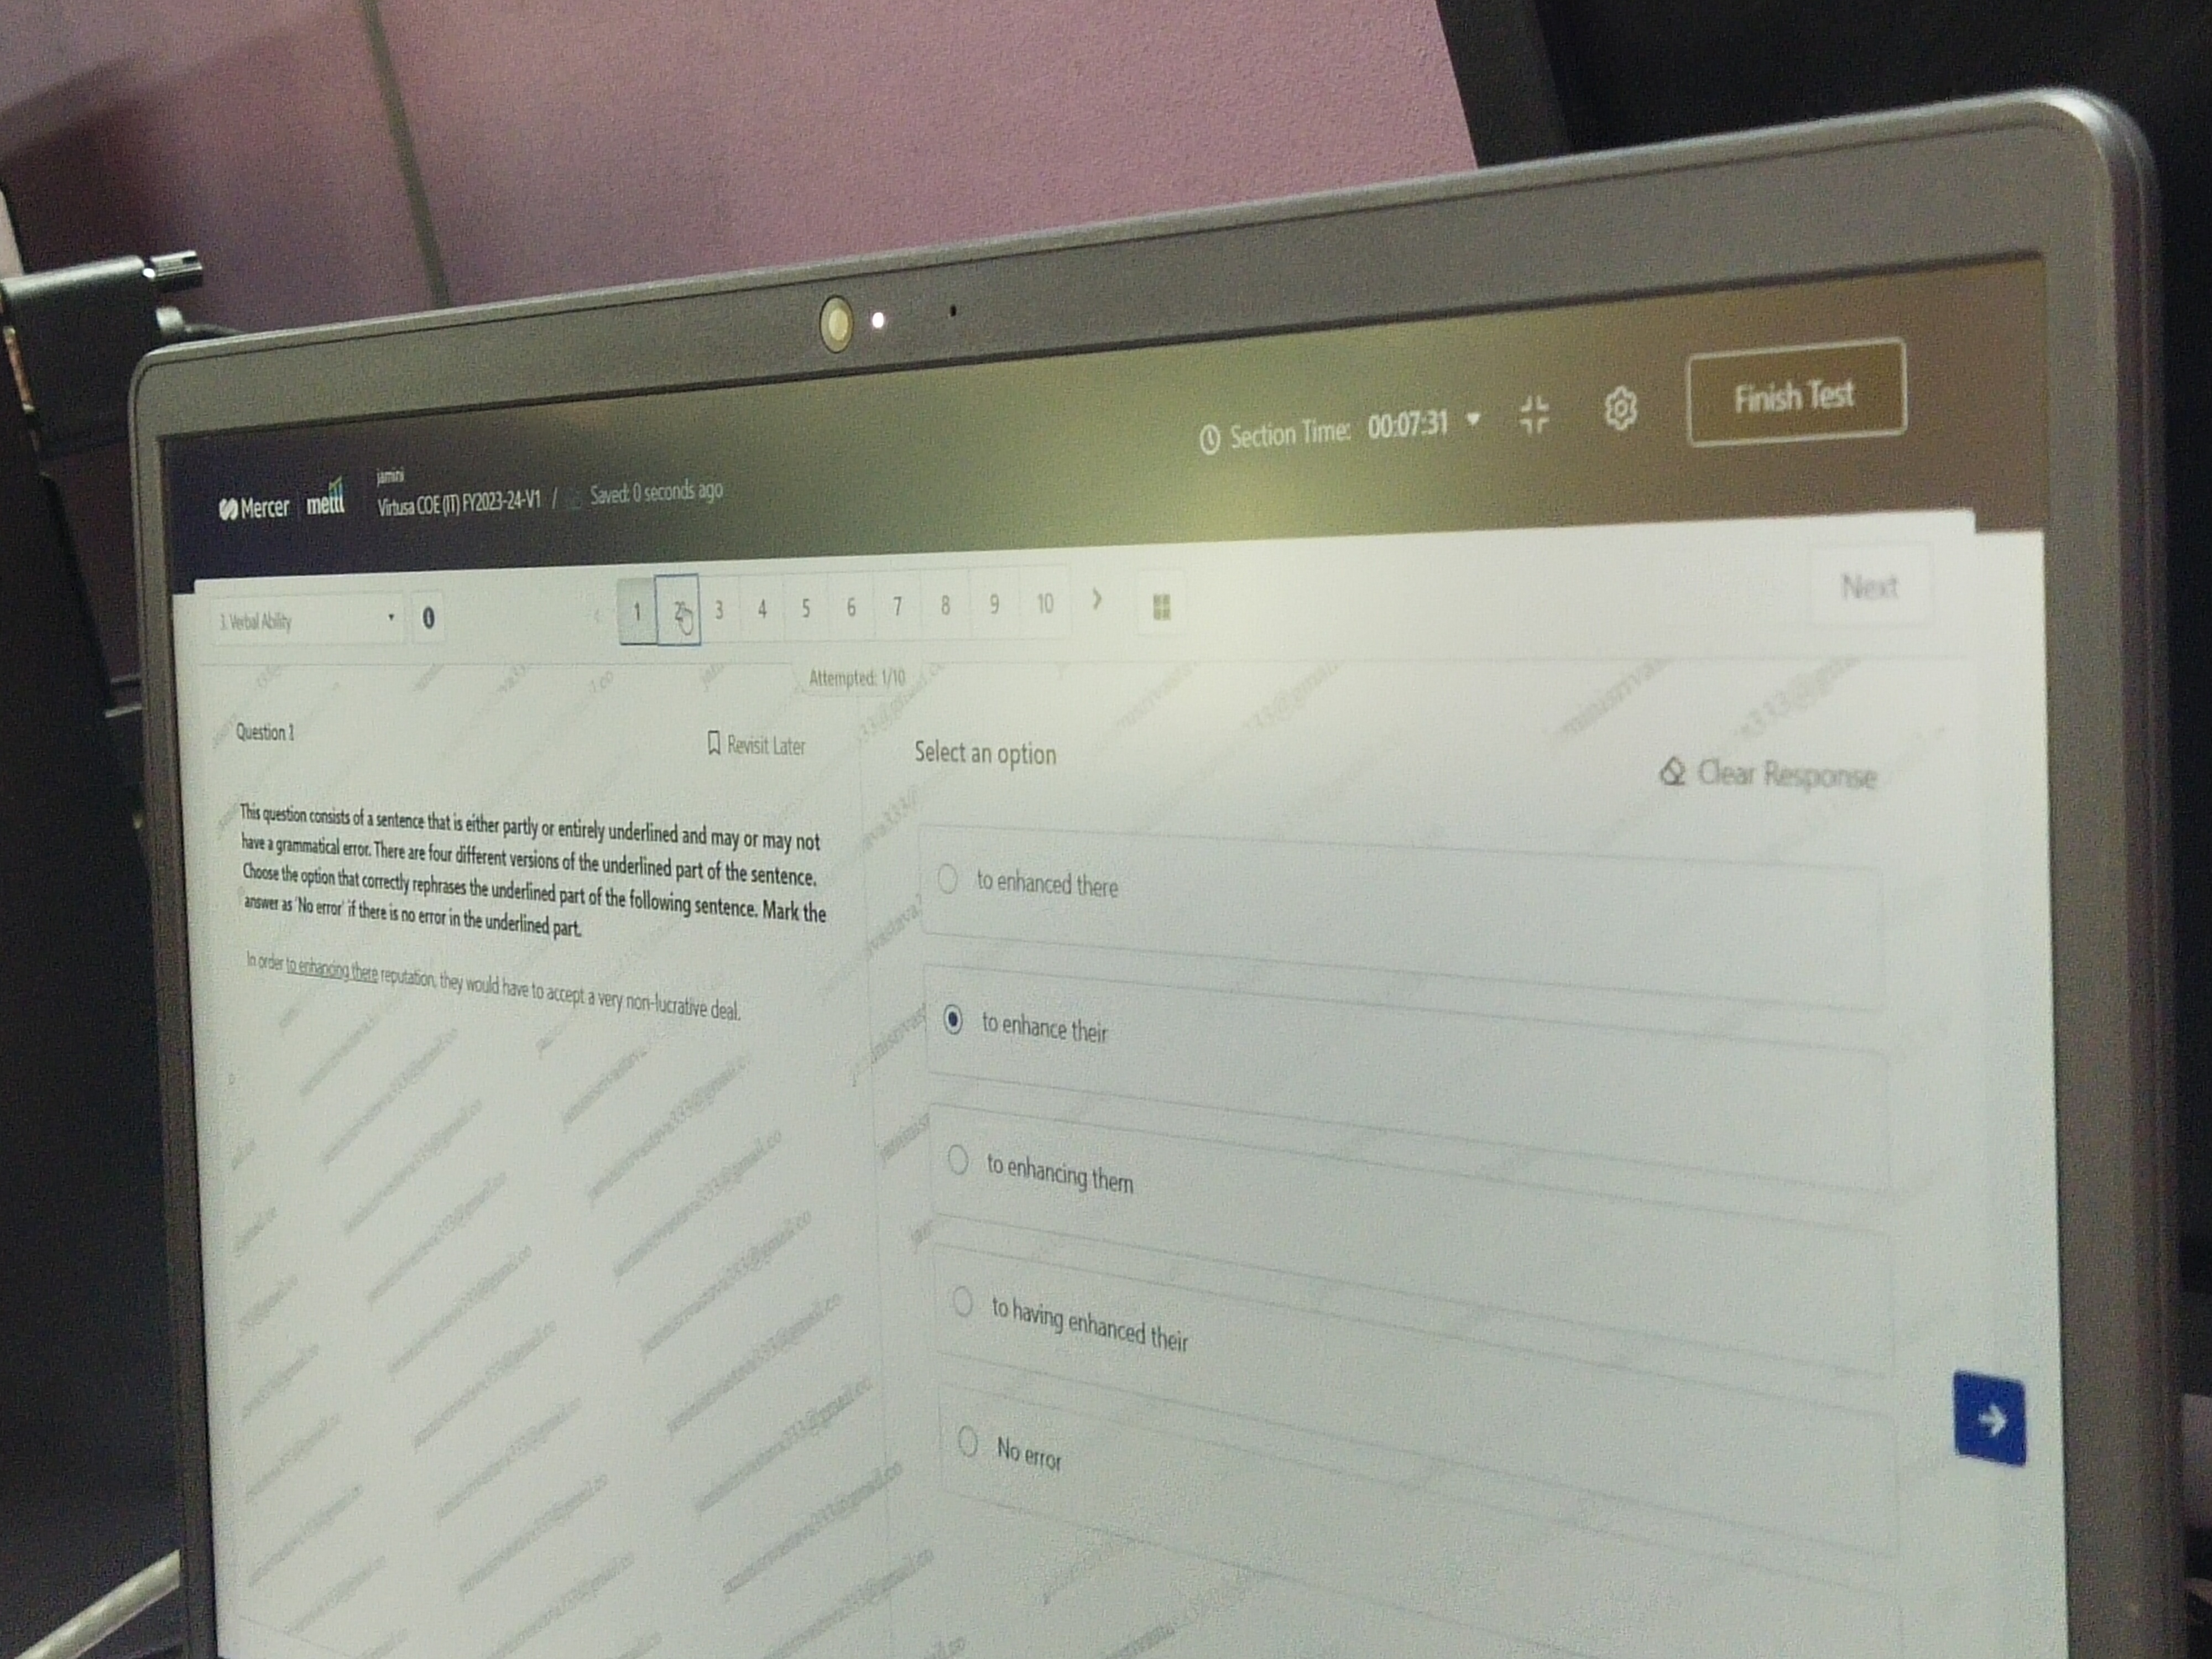 Section Time: 00:07:31
Finish Test
Mercer mettl
jamini
Virtusa COE (IT) FY2023-24-V1 / Saved: 0 seconds ago
3. Verbal Ability
1 2 3 4 5 6 7 8 9 10
Next
Attempted: 1/10
Question 1
Revisit Later
Select an option
Clear Response
This question consists of a sentence that is either partly or entirely underlined and may or may not
have a grammatical error. There are four different versions of the underlined part of the sentence.
Choose the option that correctly rephrases the underlined part of the following sentence. Mark the
answer as 'No error' if there is no error in the underlined part.
In order to enhancing there reputation, they would have to accept a very non-lucrative deal.
to enhanced there
to enhance their
to enhancing them
to having enhanced their
No error